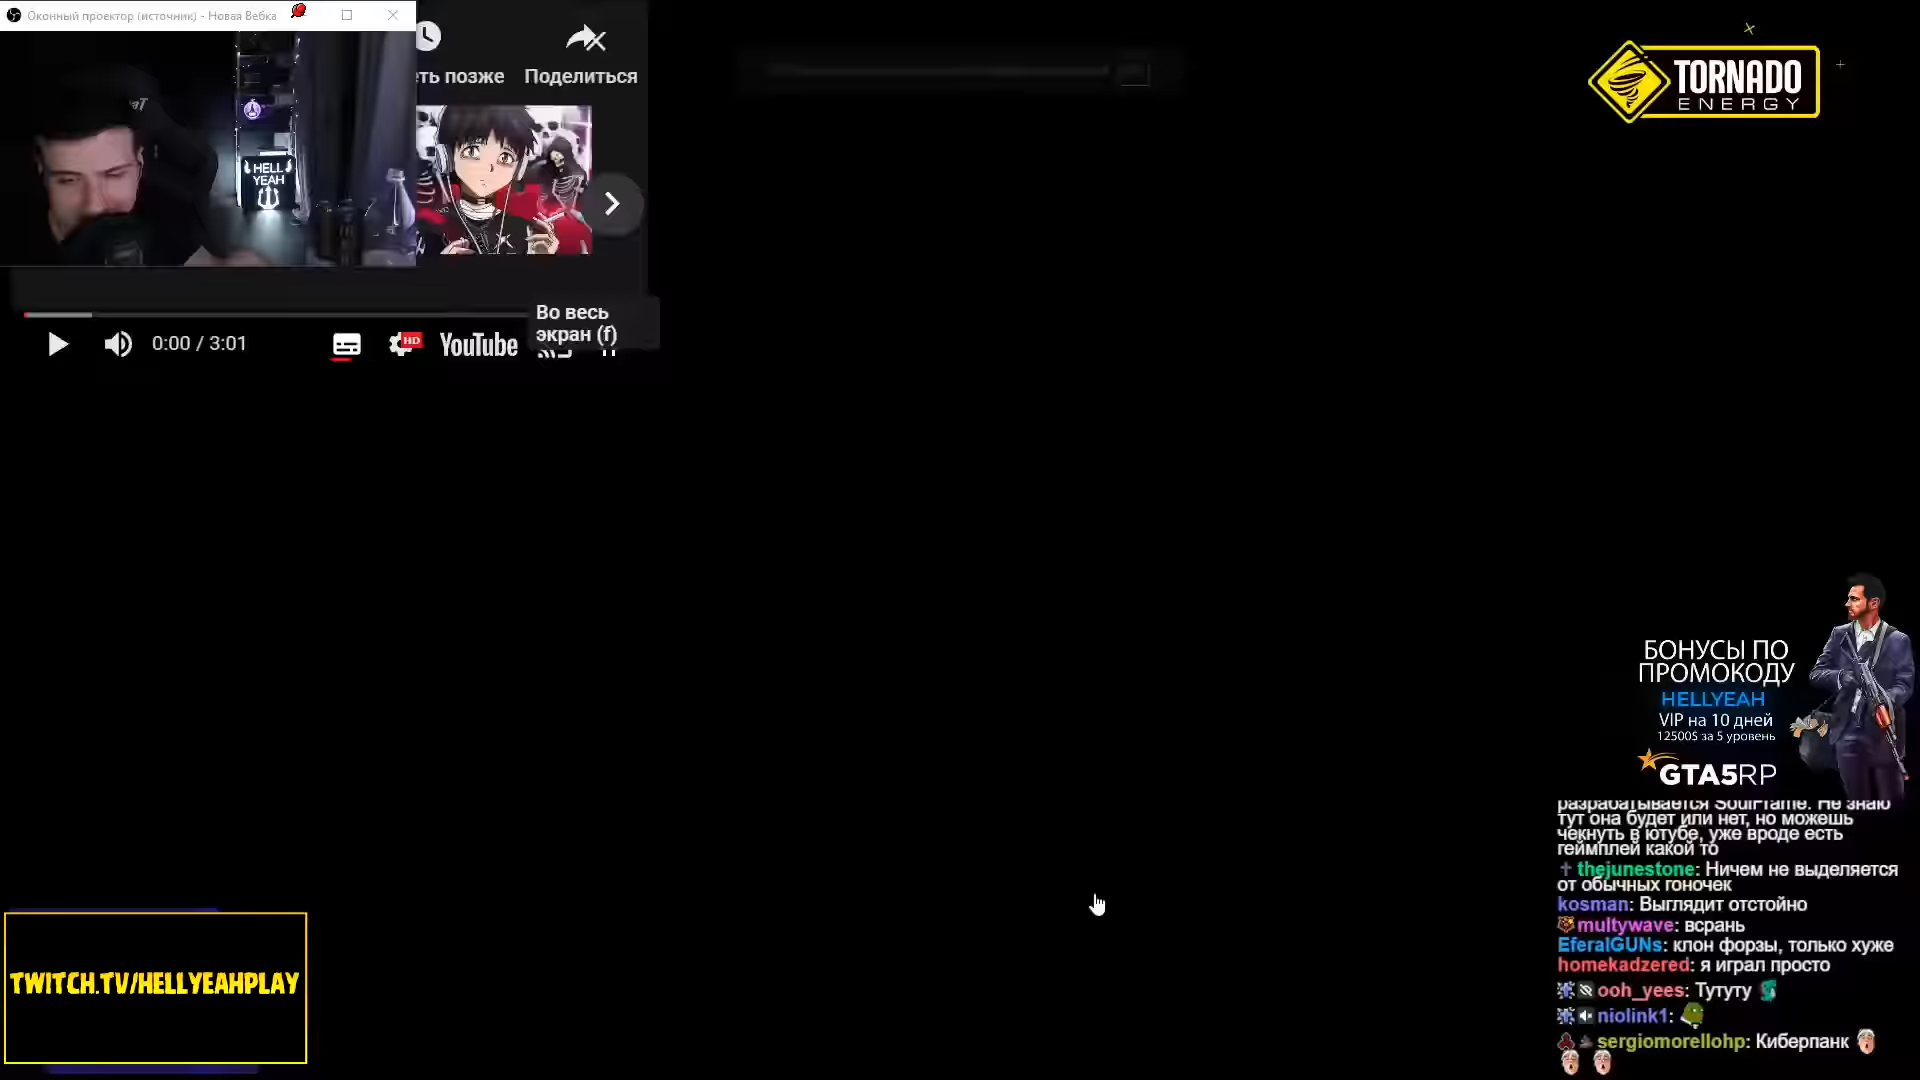 Оконный проектор (источник) - Новая Вебка
еть позже
Поделиться
HELL
YEAH
TORNADO
ENERGY
Во весь
экран (f)
0:00 / 3:01
HD
YouTube
БОНУСЫ ПО
ПРОМОКОДУ
HELLYEAH
VIP на 10 дней
12500$ за 5 уровень
GTA5RP
разрабатывается SoulFrame. Не знаю
тут она будет или нет, но можешь
чекнуть в ютубе, уже вроде есть
геймплей какой то
thejunestone: Ничем не выделяется
от обычных гоночек
kosman: Выглядит отстойно
multywave: всрань
EferalGUNs: клон форзы, только хуже
homekadzered: я играл просто
ooh_yees: Тутуту
niolink1:
sergiomorellohp: Киберпанк
TWITCH.TV/HELLYEAHPLAY